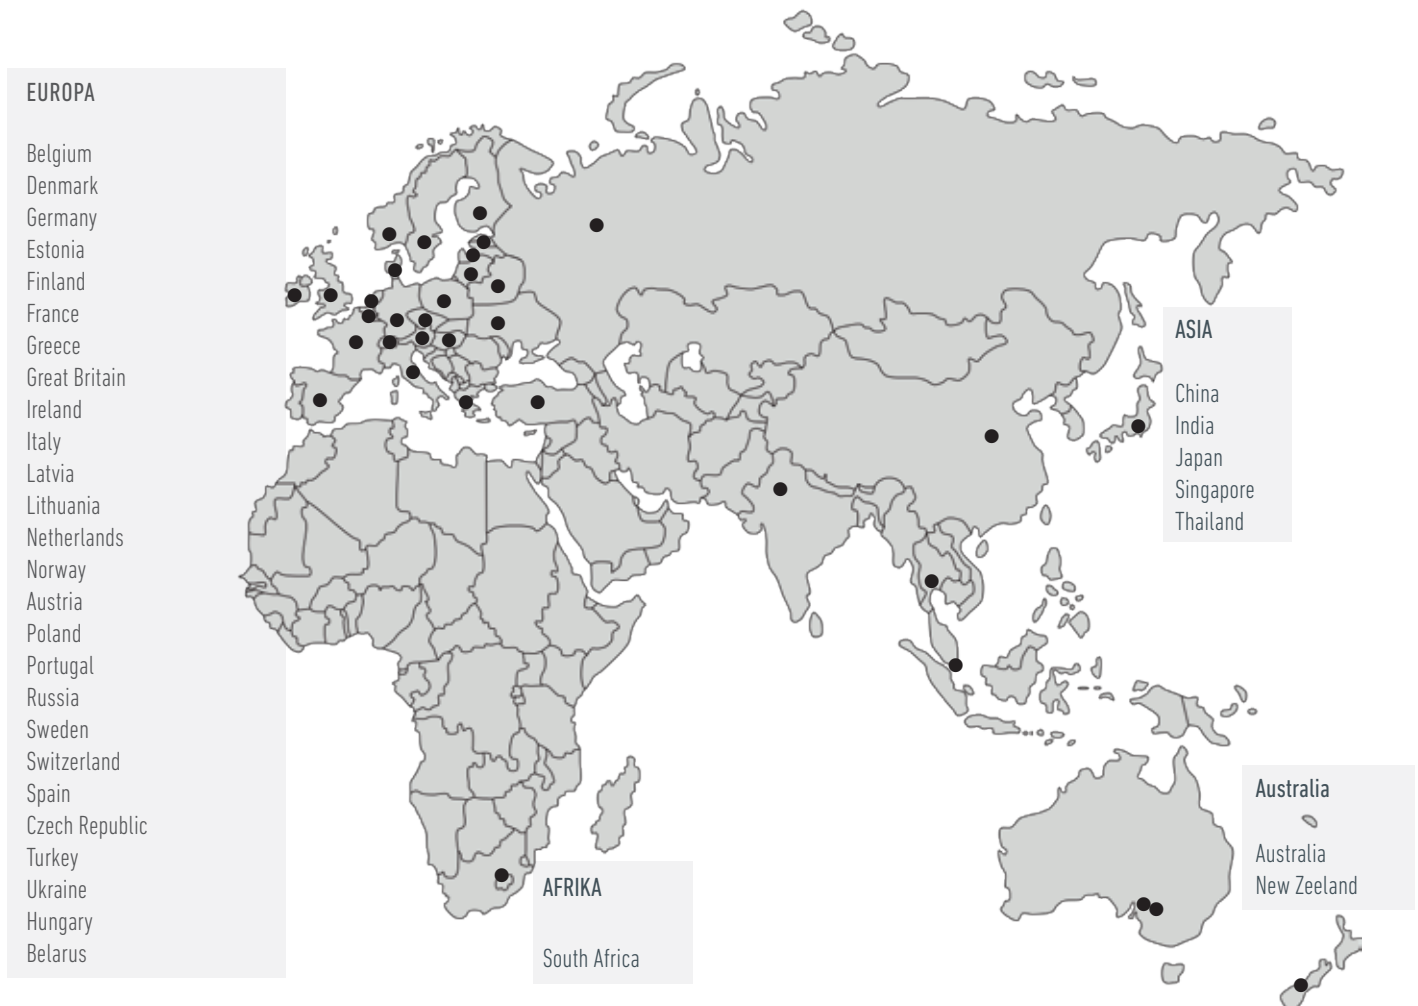 EUROPA
Belgium
Denmark
Germany
Estonia
Finland
France
Greece
Great Britain
Ireland
Italy
Latvia
Lithuania
Netherlands
Norway
Austria
Poland
Portugal
Russia
Sweden
Switzerland
Spain
Czech Republic
Turkey
Ukraine
Hungary
Belarus
ASIA
China
India
Japan
Singapore
Thailand
AFRIKA
South Africa
Australia
Australia
New Zeeland